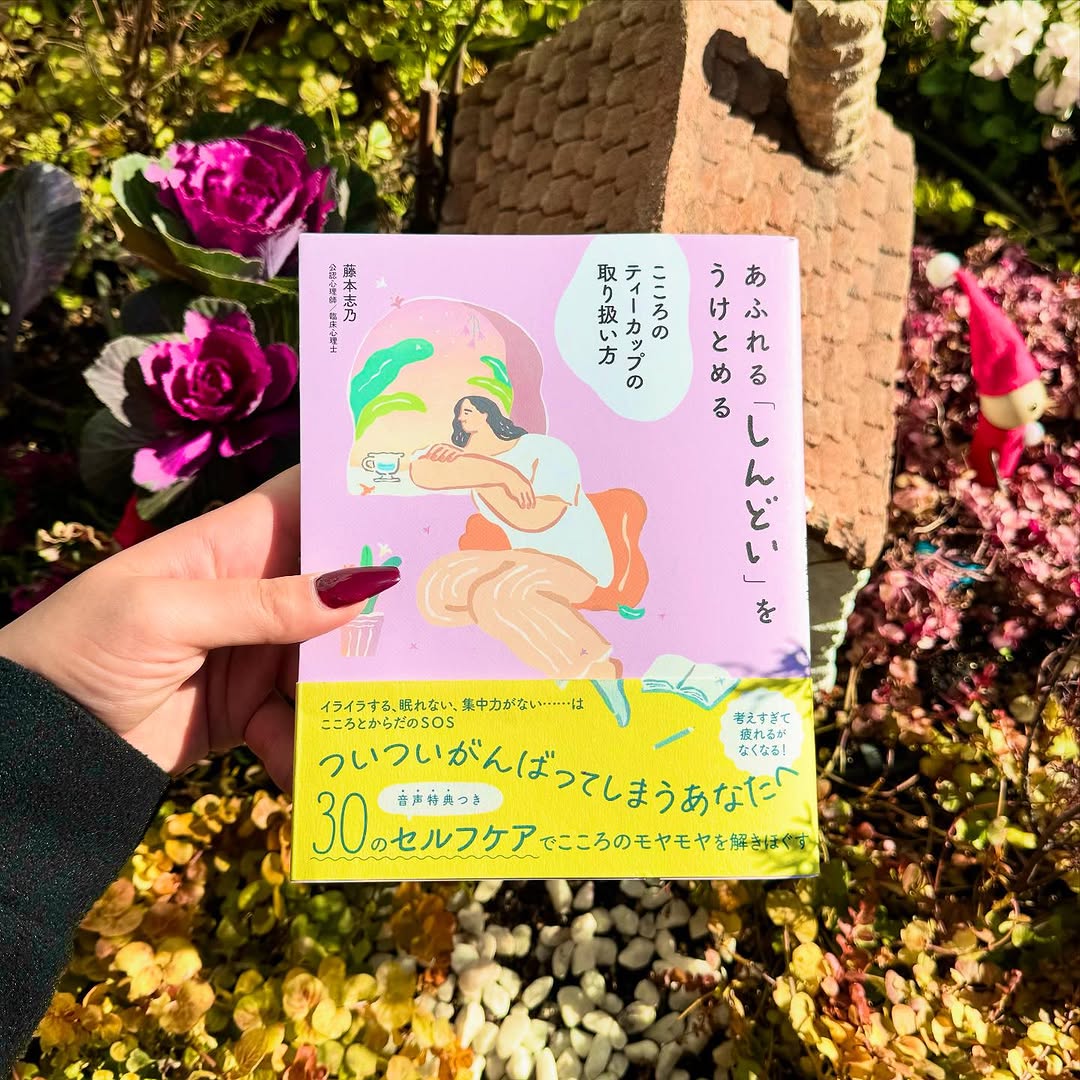 あふれる「しんどい」を
うけとめる
こころの
ティーカップの
取り扱い方
藤本志乃
公認心理師・臨床心理士
イライラする、眠れない、集中力がない……は
こころとからだのSOS
考えすぎて
疲れるが
なくなる!
ついついがんばってしまうあなたへ
音声特典つき
30のセルフケアでこころのモヤモヤを解きほぐす